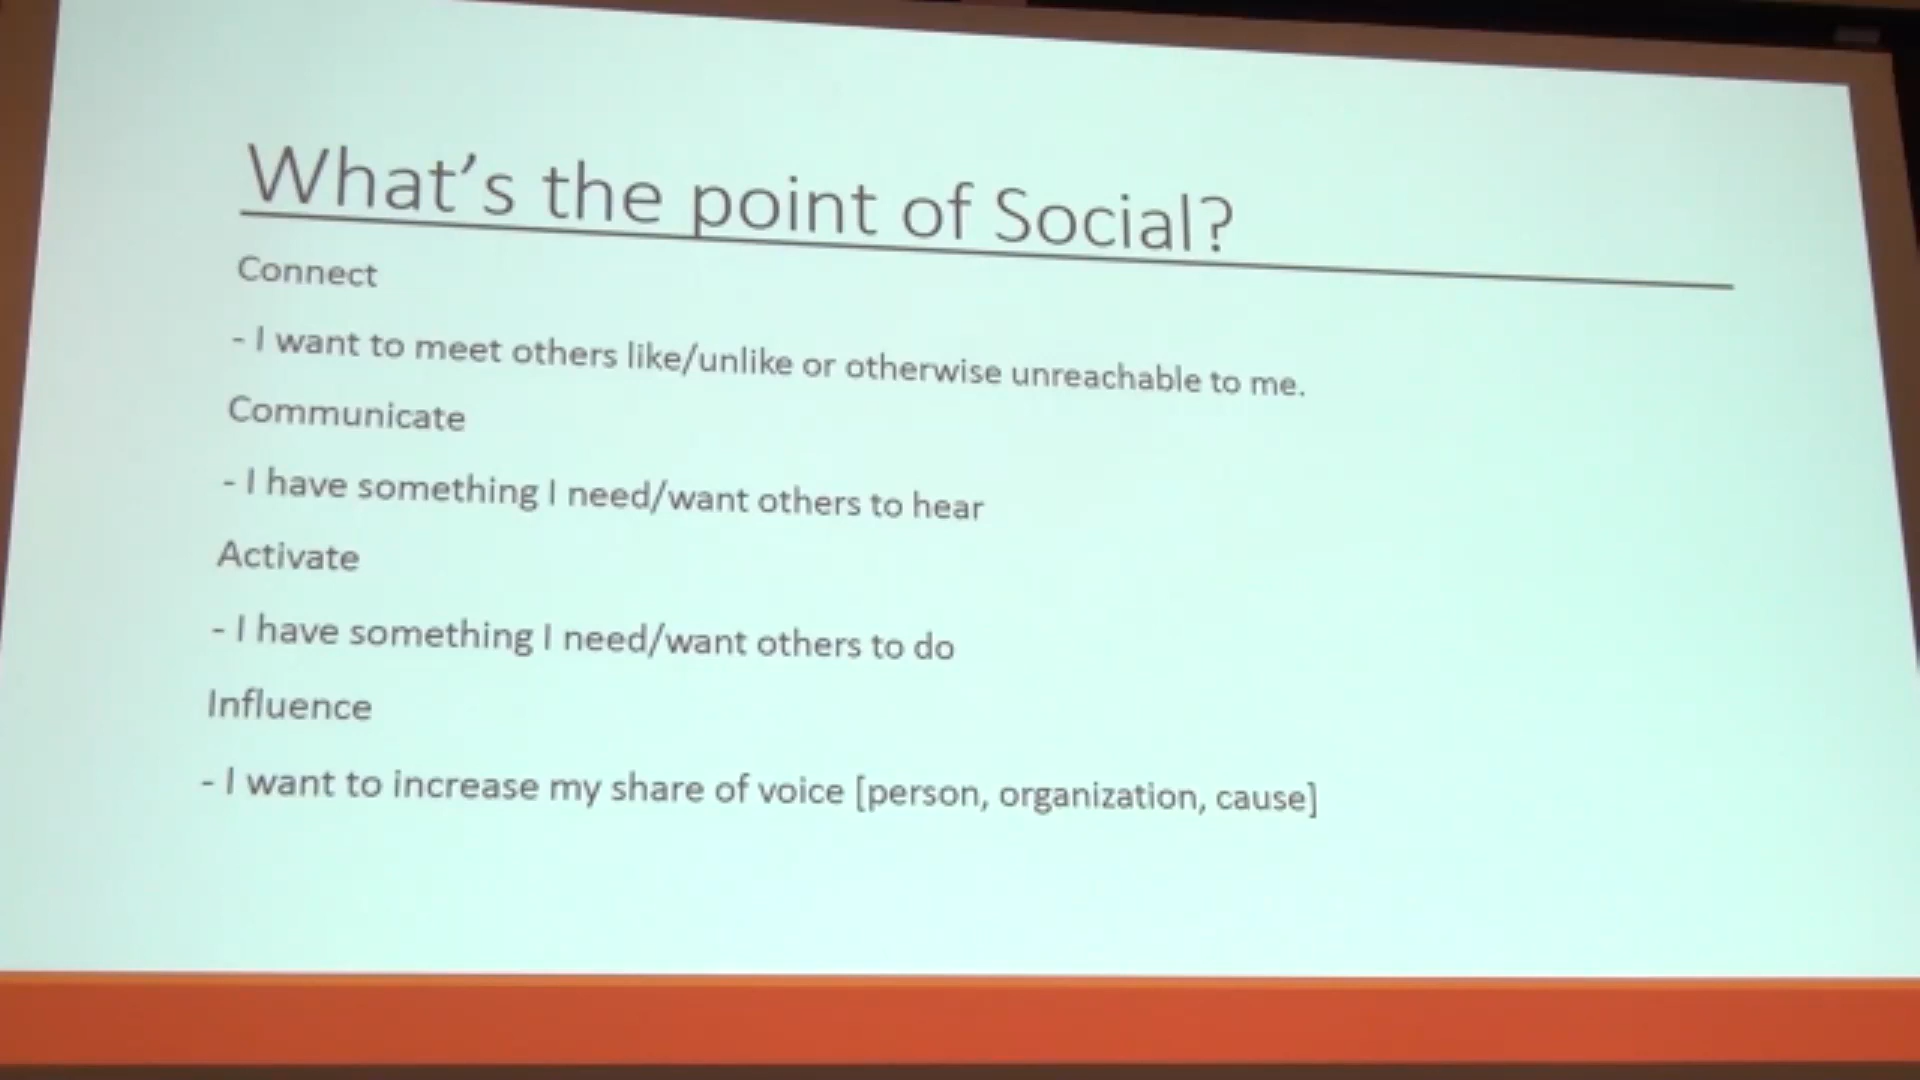 What's the point of Social?
Connect
- I want to meet others like/unlike or otherwise unreachable to me.
Communicate
- I have something I need/want others to hear
Activate
- I have something I need/want others to do
Influence
- I want to increase my share of voice [person, organization, cause]